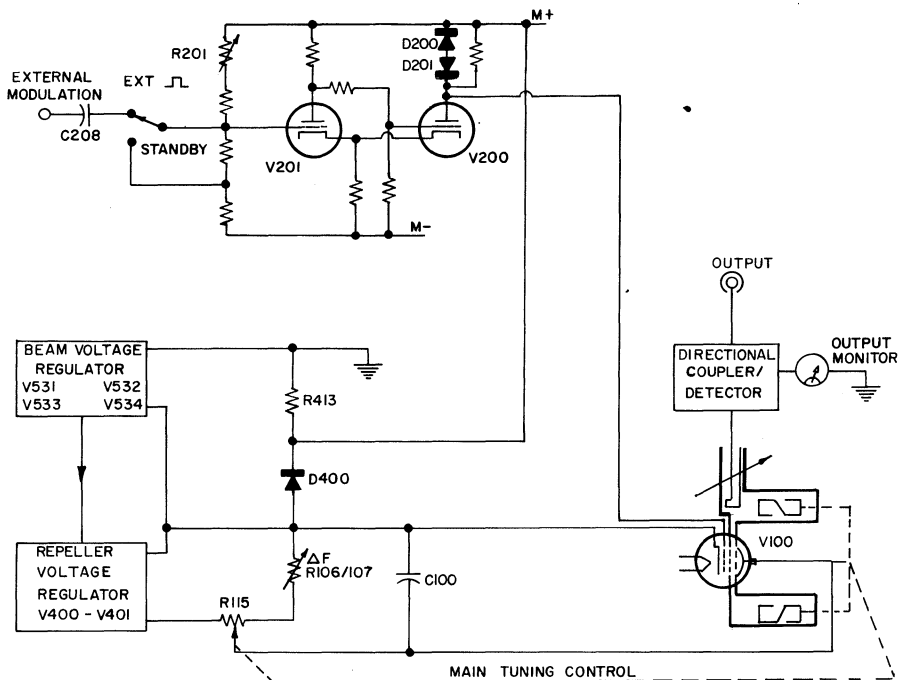 M+
R201
D200
D201
EXTERNAL
MODULATION
EXT
C208
STANDBY
V201
V200
M-
OUTPUT
BEAM VOLTAGE
REGULATOR
V531 V532
V533 V534
R413
DIRECTIONAL
COUPLER/
DETECTOR
OUTPUT
MONITOR
D400
V100
REPELLER
VOLTAGE
REGULATOR
V400-V401
ΔF
R106/107
C100
R115
MAIN TUNING CONTROL